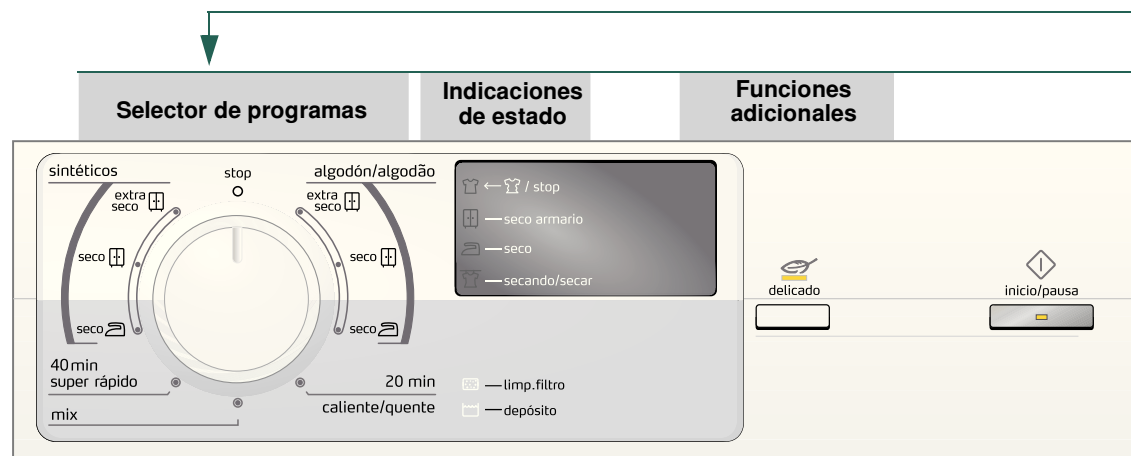 Selector de programas
Indicaciones
de estado
Funciones
adicionales
sintéticos
stop
algodón/algodão
extra
seco
extra
seco
seco
seco
seco
seco
40 min
super rápido
20 min
caliente/quente
mix
/ stop
seco armario
seco
secando/secar
limp.filtro
depósito
delicado
inicio/pausa